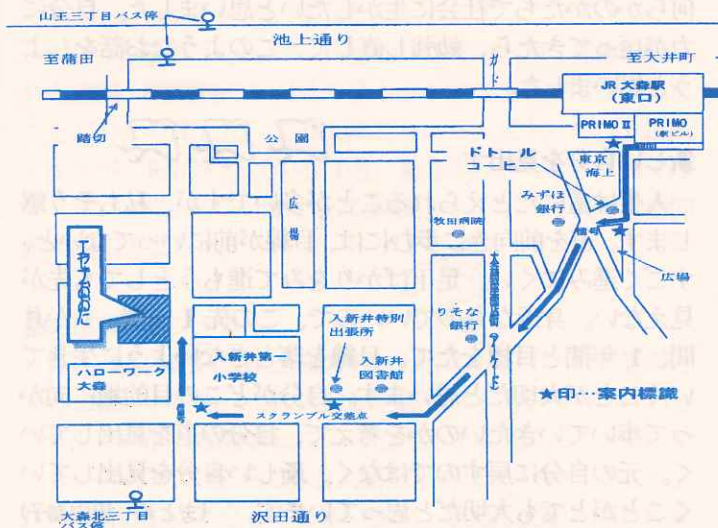 山王三丁目バス停
池上通り
至蒲田
ガード
至大井町
JR 大森駅
(東口)
PRIMO II
PRIMO
(駅ビル)
踏切
公園
ドトール
コーヒー
東京
海上
広場
みずほ
銀行
牧田病院
信号
広場
りそな
銀行
入新井特別
出張所
入新井
図書館
入新井第一
小学校
ハローワーク
大森
信号
スクランブル交差点
★印…案内標識
大森北三丁目
バス停
沢田通り